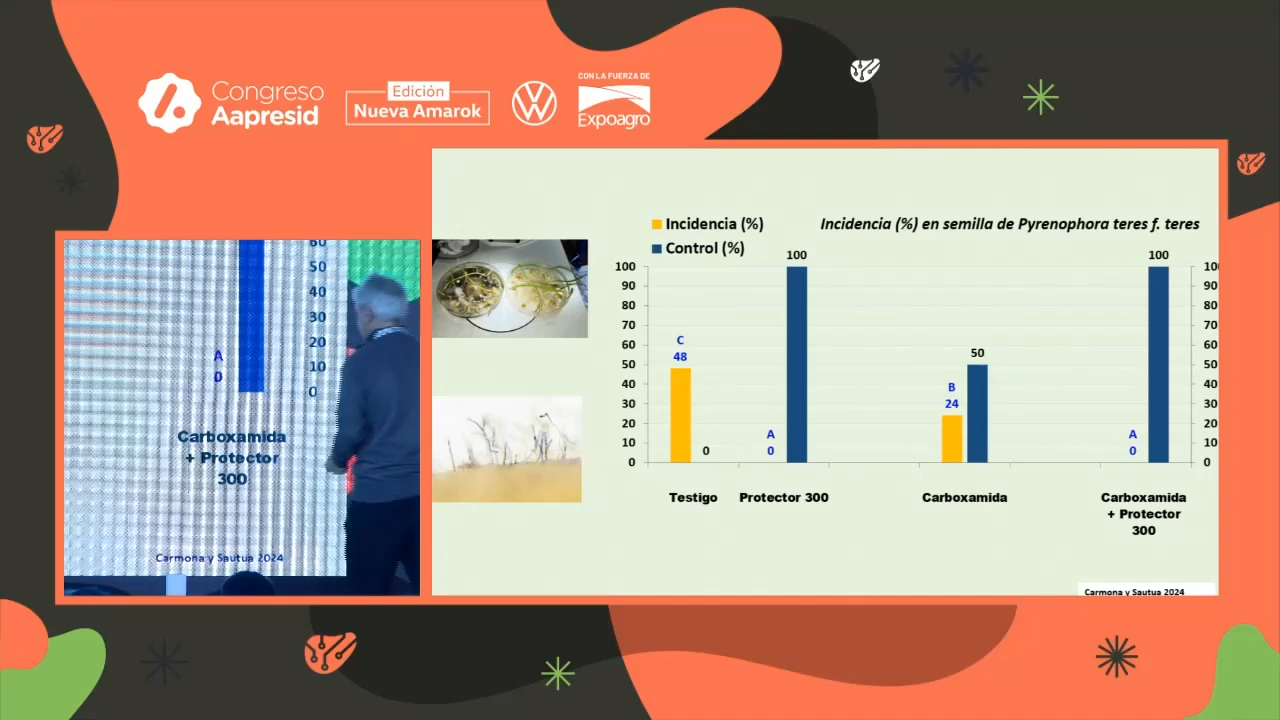 Congreso
Aapresid
Edición
Nueva Amarok
CON LA FUERZA DE
Expoagro
60
50
40
30
20
10
0
A
0
Carboxamida
+ Protector
300
Carmona y Sautua 2024
Incidencia (%)
Control (%)
Incidencia (%) en semilla de Pyrenophora teres f. teres
100
90
80
70
60
50
40
30
20
10
0
C
48
0
A
0
100
B
24
50
A
0
100
100
90
80
70
60
50
40
30
20
10
0
Testigo
Protector 300
Carboxamida
Carboxamida
+ Protector
300
Carmona y Sautua 2024